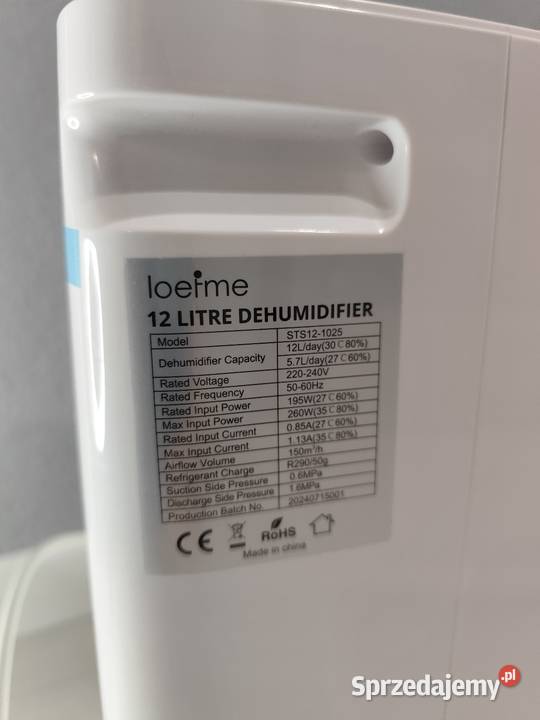 loeime
12 LITRE DEHUMIDIFIER
Model STS12-1025
Dehumidifier Capacity 12L/day(30℃80%)
5.7L/day(27℃60%)
Rated Voltage 220-240V
Rated Frequency 50-60Hz
Rated Input Power 195W(27℃60%)
Max Input Power 260W(35℃80%)
Rated Input Current 0.85A(27℃60%)
Max Input Current 1.13A(35℃80%)
Airflow Volume 150m³/h
Refrigerant Charge R290/50g
Suction Side Pressure 0.6MPa
Discharge Side Pressure 1.6MPa
Production Batch No. 20240715001
CE RoHS
Made in china
Sprzedajemy.pl